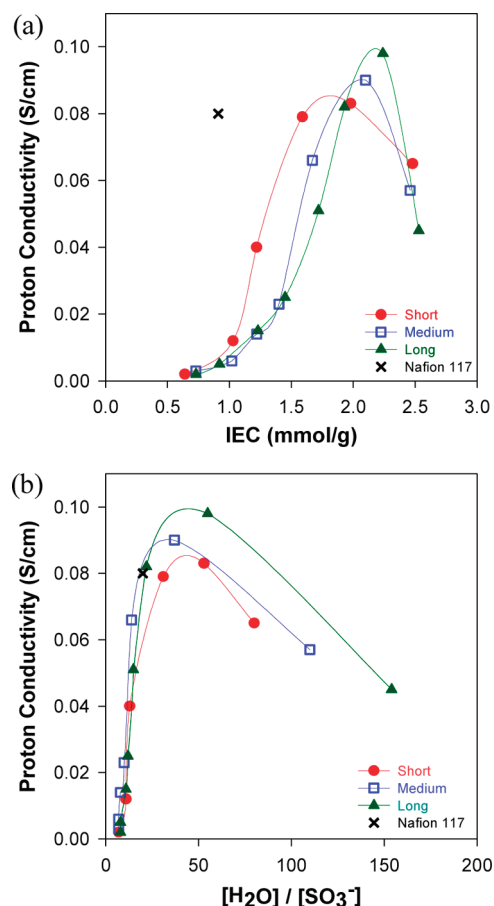 (a)
Proton Conductivity (S/cm)
0.10
0.08
0.06
0.04
0.02
0.00
Short
Medium
Long
Nafion 117
0.0 0.5 1.0 1.5 2.0 2.5 3.0
IEC (mmol/g)
(b)
Proton Conductivity (S/cm)
0.10
0.08
0.06
0.04
0.02
0.00
Short
Medium
Long
Nafion 117
0 50 100 150 200
[H₂O] / [SO₃⁻]